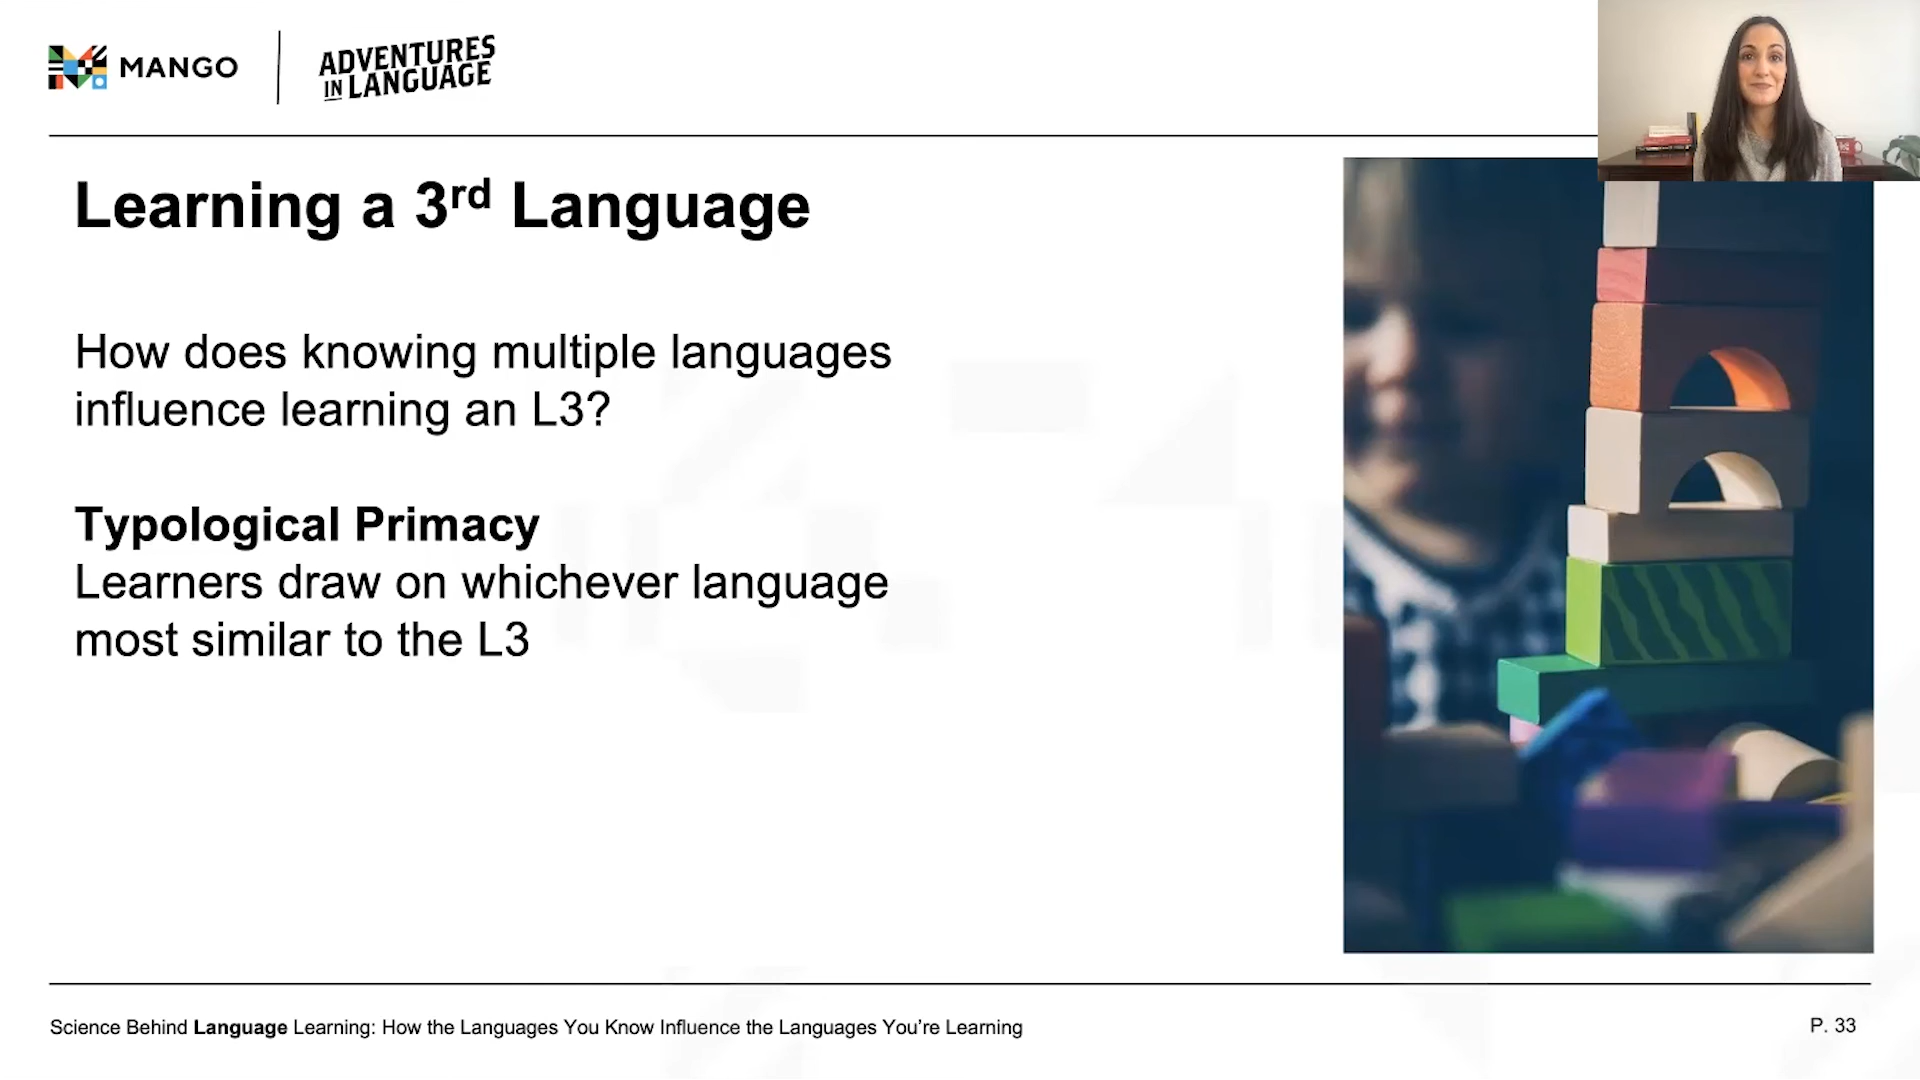 MANGO
ADVENTURES
IN LANGUAGE
Learning a 3rd Language
How does knowing multiple languages
influence learning an L3?
Typological Primacy
Learners draw on whichever language
most similar to the L3
Science Behind Language Learning: How the Languages You Know Influence the Languages You’re Learning
P. 33